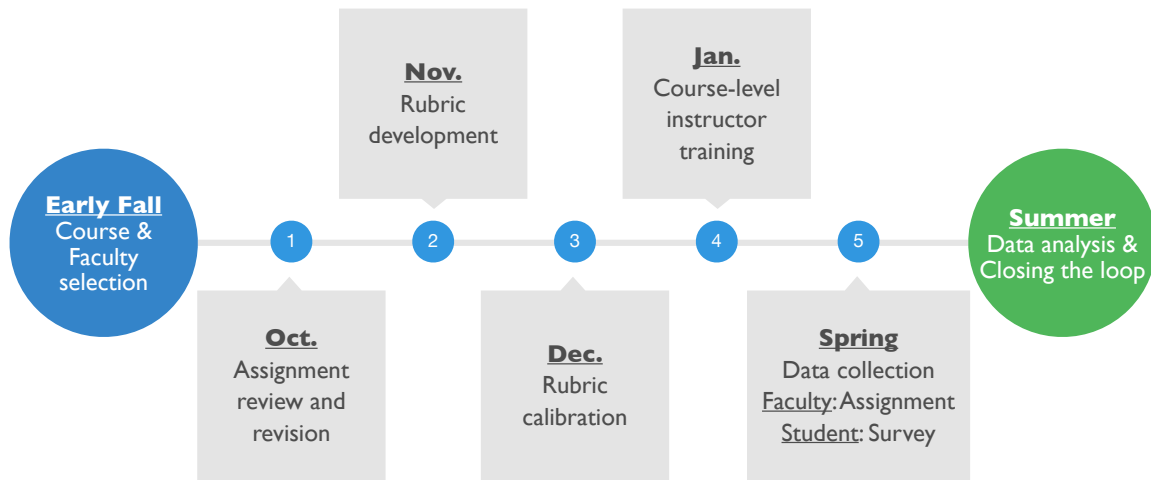 Early Fall
Course &
Faculty
selection
1
Oct.
Assignment
review and
revision
2
Nov.
Rubric
development
3
Dec.
Rubric
calibration
4
Jan.
Course-level
instructor
training
5
Spring
Data collection
Faculty: Assignment
Student: Survey
Summer
Data analysis &
Closing the loop